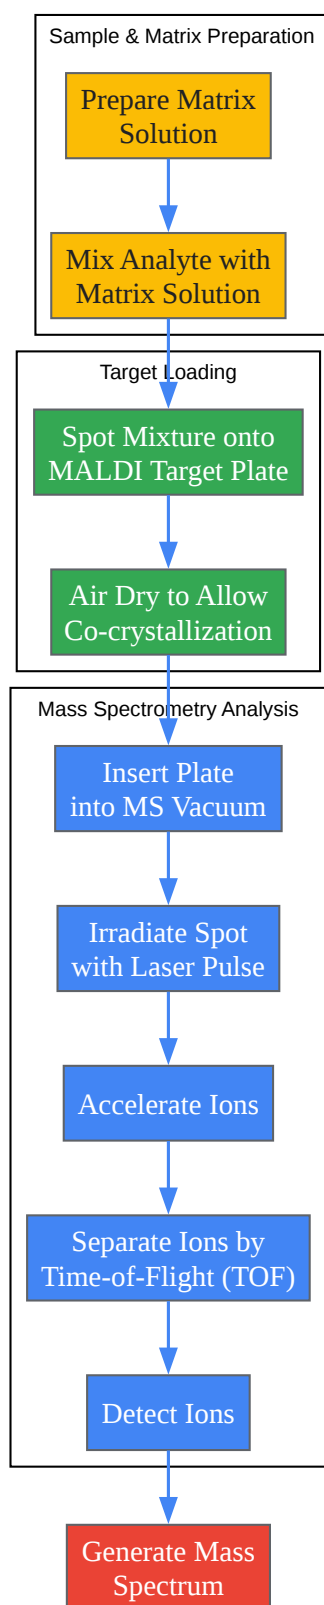 Sample & Matrix Preparation
Prepare Matrix
Solution
Mix Analyte with
Matrix Solution
Target Loading
Spot Mixture onto
MALDI Target Plate
Air Dry to Allow
Co-crystallization
Mass Spectrometry Analysis
Insert Plate
into MS Vacuum
Irradiate Spot
with Laser Pulse
Accelerate Ions
Separate Ions by
Time-of-Flight (TOF)
Detect Ions
Generate Mass
Spectrum